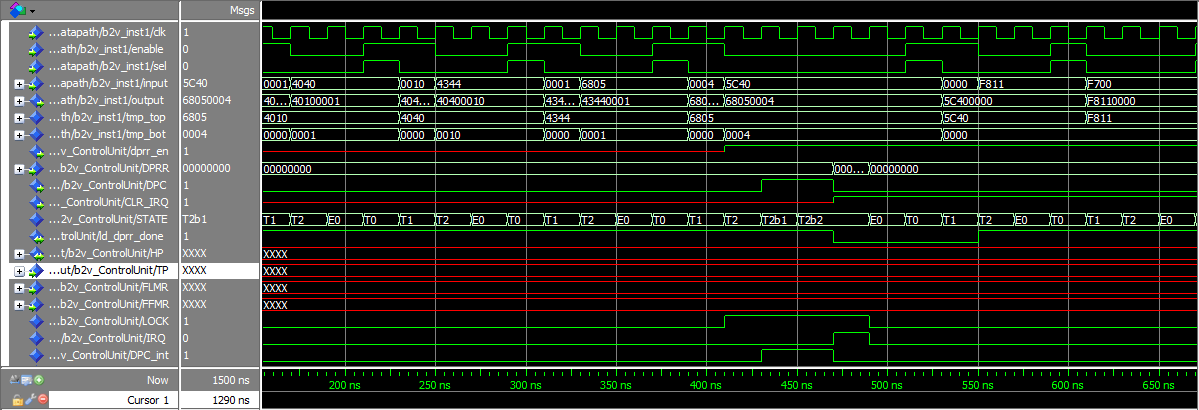 Msgs
...atapath/b2v_inst1/clk 1
...ath/b2v_inst1/enable 0
...atapath/b2v_inst1/sel 0
...apath/b2v_inst1/input 5C40 0001 4040 0010 4344 0001 6805 0004 5C40 0000 F811 F700
...ath/b2v_inst1/output 68050004 40... 40100001 404... 40400010 434... 43440001 680... 68050004 5C400000 F8110000
...th/b2v_inst1/tmp_top 6805 4010 4040 4344 6805 5C40 F811
...th/b2v_inst1/tmp_bot 0004 0000 0001 0000 0010 0000 0001 0000 0004 0000
...v_ControlUnit/dprr_en 1
...b2v_ControlUnit/DPRR 00000000 00000000 000... 00000000
.../b2v_ControlUnit/DPC 1
..._ControlUnit/CLR_IRQ 1
...2v_ControlUnit/STATE T2b1 T1 T2 E0 T0 T1 T2 E0 T0 T1 T2 E0 T0 T1 T2 T2b1 T2b2 E0 T0 T1 T2 E0 T0 T1 T2 E0
...trolUnit/ld_dprr_done 1
...t/b2v_ControlUnit/HP XXXX XXXX
...ut/b2v_ControlUnit/TP XXXX XXXX
...b2v_ControlUnit/FLMR XXXX XXXX
...b2v_ControlUnit/FFMR XXXX XXXX
...b2v_ControlUnit/LOCK 1
.../b2v_ControlUnit/IRQ 0
...v_ControlUnit/DPC_int 1
Now 1500 ns 200 ns 250 ns 300 ns 350 ns 400 ns 450 ns 500 ns 550 ns 600 ns 650 ns
Cursor 1 1290 ns